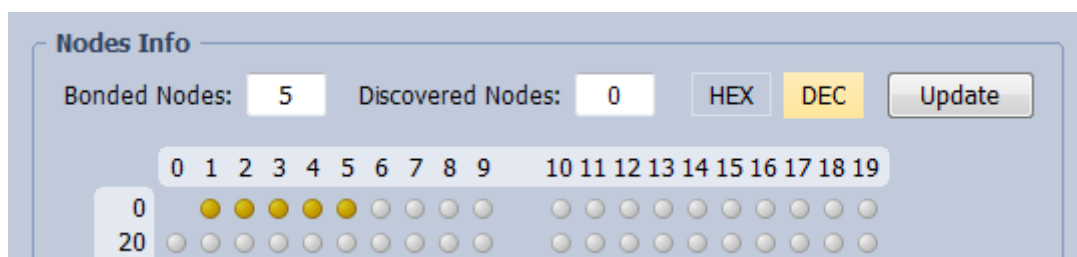 Nodes Info
Bonded Nodes: 5 Discovered Nodes: 0 HEX DEC Update
0 1 2 3 4 5 6 7 8 9 10 11 12 13 14 15 16 17 18 19
0
20